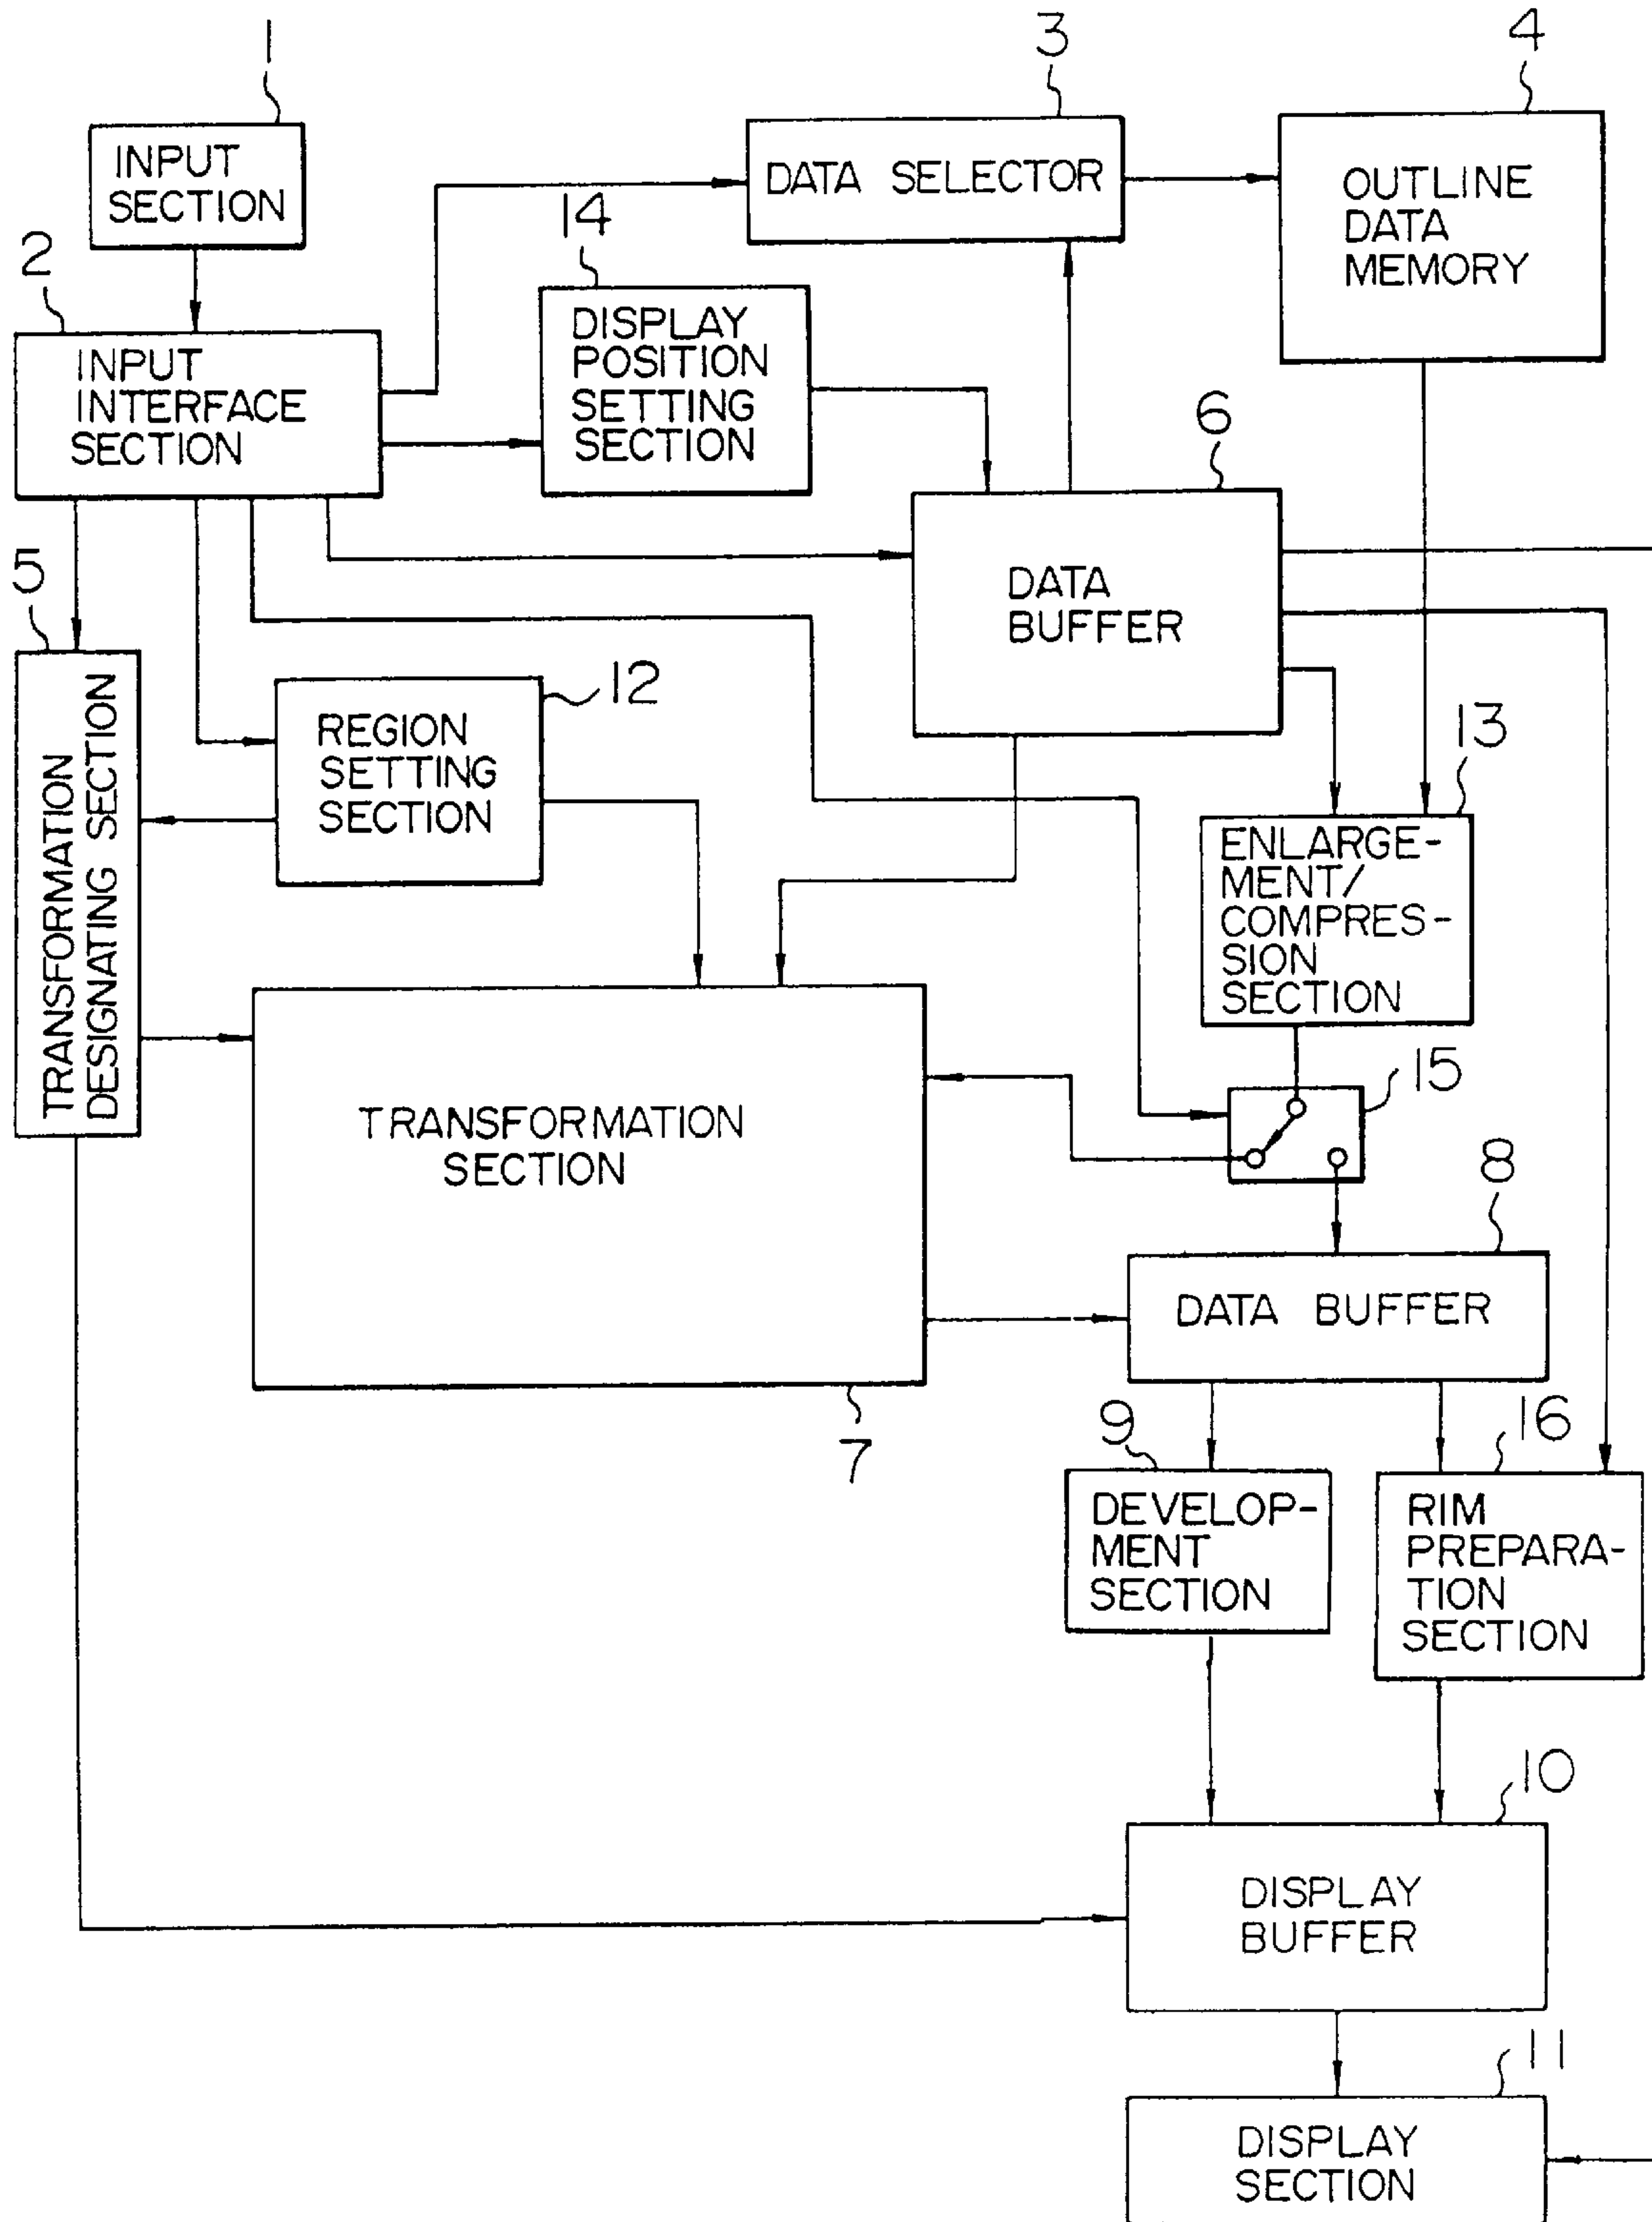 1
INPUT
SECTION
2
INPUT
INTERFACE
SECTION
3
DATA SELECTOR
4
OUTLINE
DATA
MEMORY
14
DISPLAY
POSITION
SETTING
SECTION
6
DATA
BUFFER
5
TRANSFORMATION
DESIGNATING SECTION
12
REGION
SETTING
SECTION
13
ENLARGE-
MENT/
COMPRES-
SION
SECTION
15
TRANSFORMATION
SECTION
7
8
DATA BUFFER
9
DEVELOP-
MENT
SECTION
16
RIM
PREPARA-
TION
SECTION
10
DISPLAY
BUFFER
11
DISPLAY
SECTION